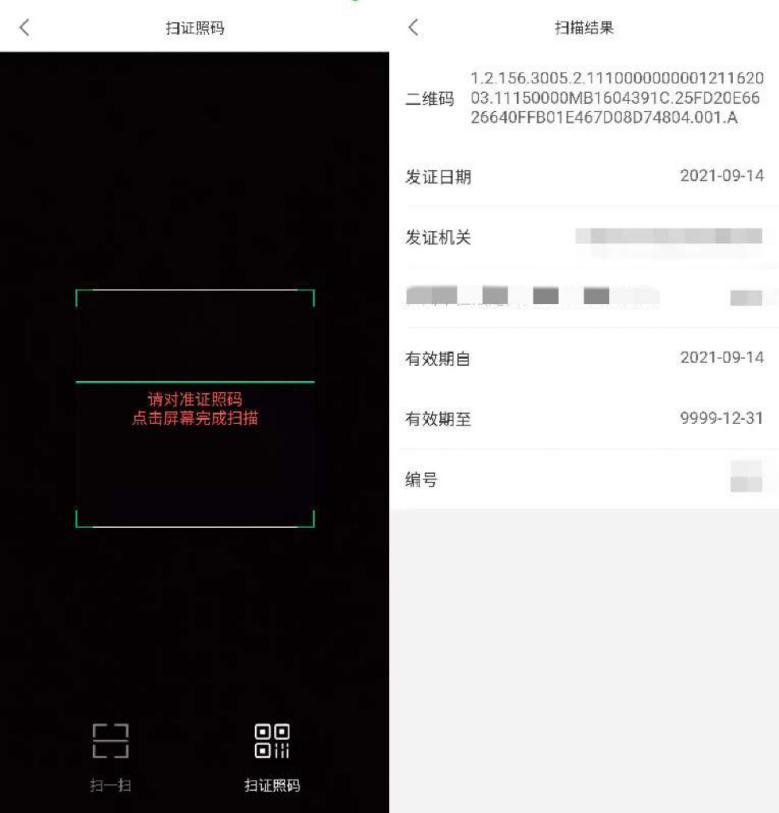 扫证照码
请对准证照码
点击屏幕完成扫描
扫一扫
扫证照码
扫描结果
二维码
1.2.156.3005.2.1110000000001211620
03.11150000MB1604391C.25FD20E66
26640FFB01E467D08D74804.001.A
发证日期 2021-09-14
发证机关
有效期自 2021-09-14
有效期至 9999-12-31
编号